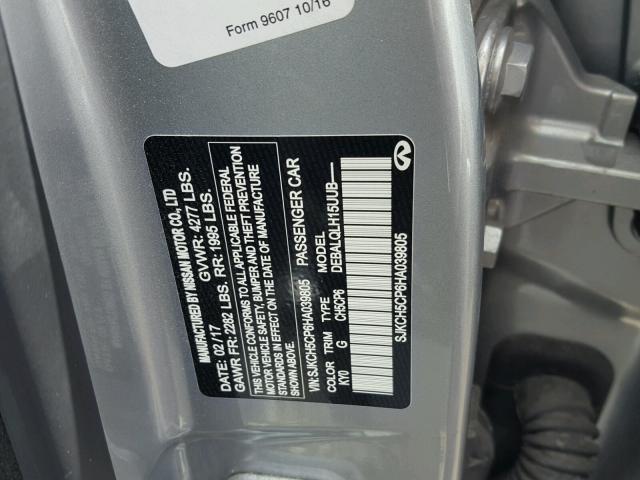 Form 9607 10/16
MANUFACTURED BY NISSAN MOTOR CO., LTD
DATE: 02/17 GVWR: 4277 LBS.
GAWR FR: 2282 LBS. RR: 1995 LBS.
THIS VEHICLE CONFORMS TO ALL APPLICABLE FEDERAL
MOTOR VEHICLE SAFETY, BUMPER AND THEFT PREVENTION
STANDARDS IN EFFECT ON THE DATE OF MANUFACTURE
SHOWN ABOVE.
VIN:SJKCH5CP6HA039805 PASSENGER CAR
COLOR TRIM TYPE MODEL
KY0 G CH5CP6 DEBALQLH15UUB-----
SJKCH5CP6HA039805